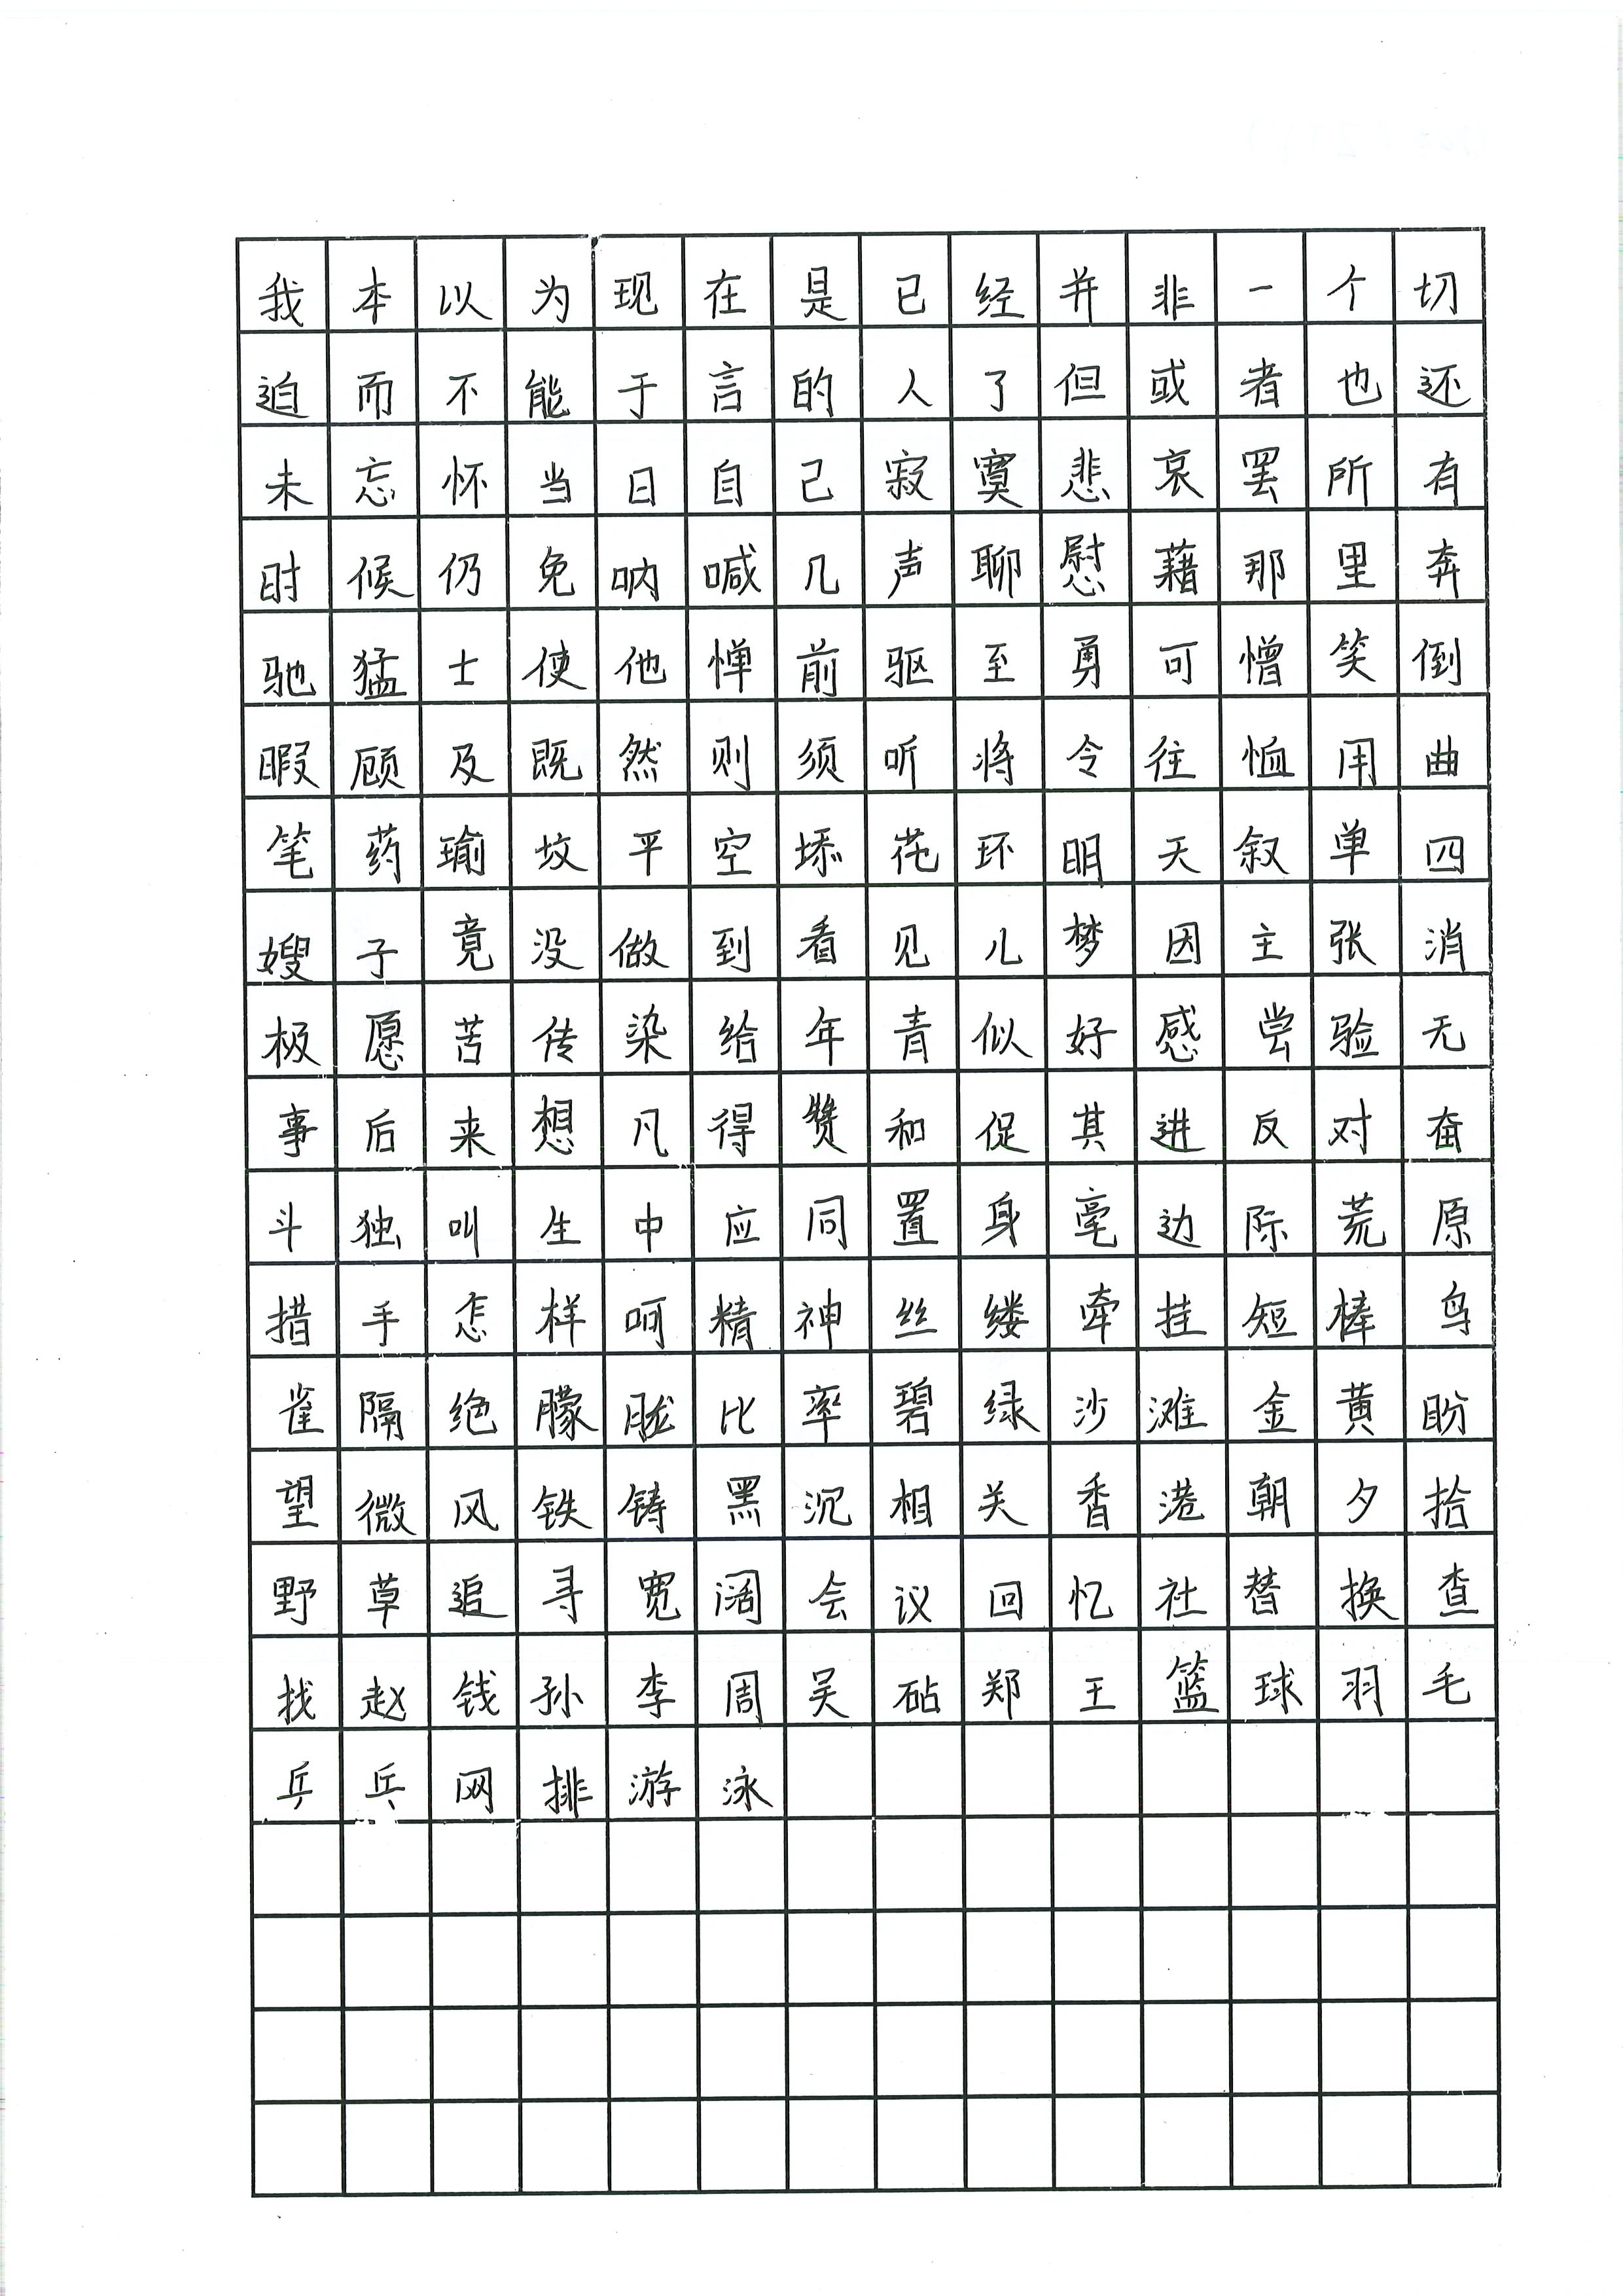 我本以为现在是已经并非一个切
迫而不能于言的人了但或者也还
未忘怀当日自己寂寞悲哀罢所有
时候仍免呐喊几声聊慰藉那里奔
驰猛士使他惮前驱至勇可憎笑倒
暇顾及既然则须听将令往恤用曲
笔药瑜坟平空添花环明天叙单四
嫂子竟没做到看见儿梦因主张消
极愿苦传染给年青似好感尝验无
事后来想凡得赞和促其进反对奋
斗独叫生中应同置身毫边际荒原
措手怎样呵精神丝缕牵挂短棒鸟
雀隔绝朦胧比率碧绿沙滩金黄盼
望微风铁铸黑沉相关香港朝夕拾
野草追寻宽阔会议回忆社替换查
找赵钱孙李周吴砧郑王篮球羽毛
乒乓网排游泳